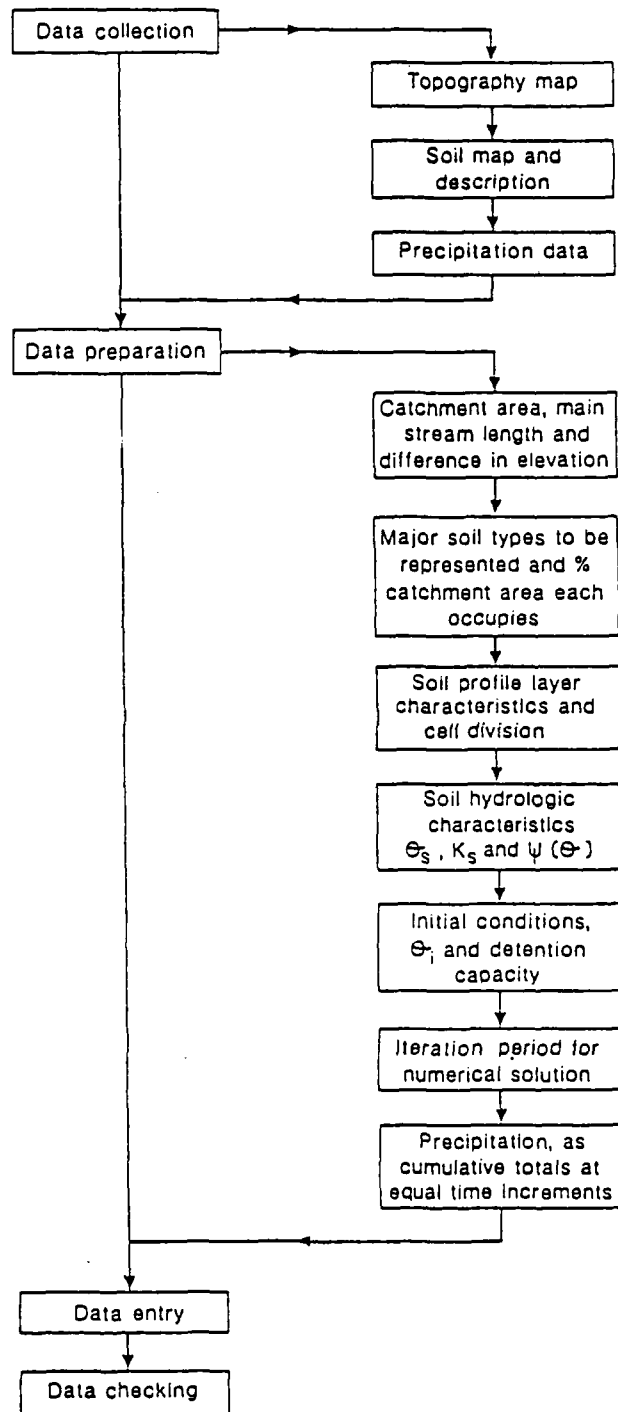 Data collection
Topography map
Soil map and
description
Precipitation data
Data preparation
Catchment area, main
stream length and
difference in elevation
Major soil types to be
represented and %
catchment area each
occupies
Soil profile layer
characteristics and
cell division
Soil hydrologic
characteristics
Θs , Ks and ψ (Θ)
Initial conditions,
Θi and detention
capacity
Iteration period for
numerical solution
Precipitation, as
cumulative totals at
equal time increments
Data entry
Data checking